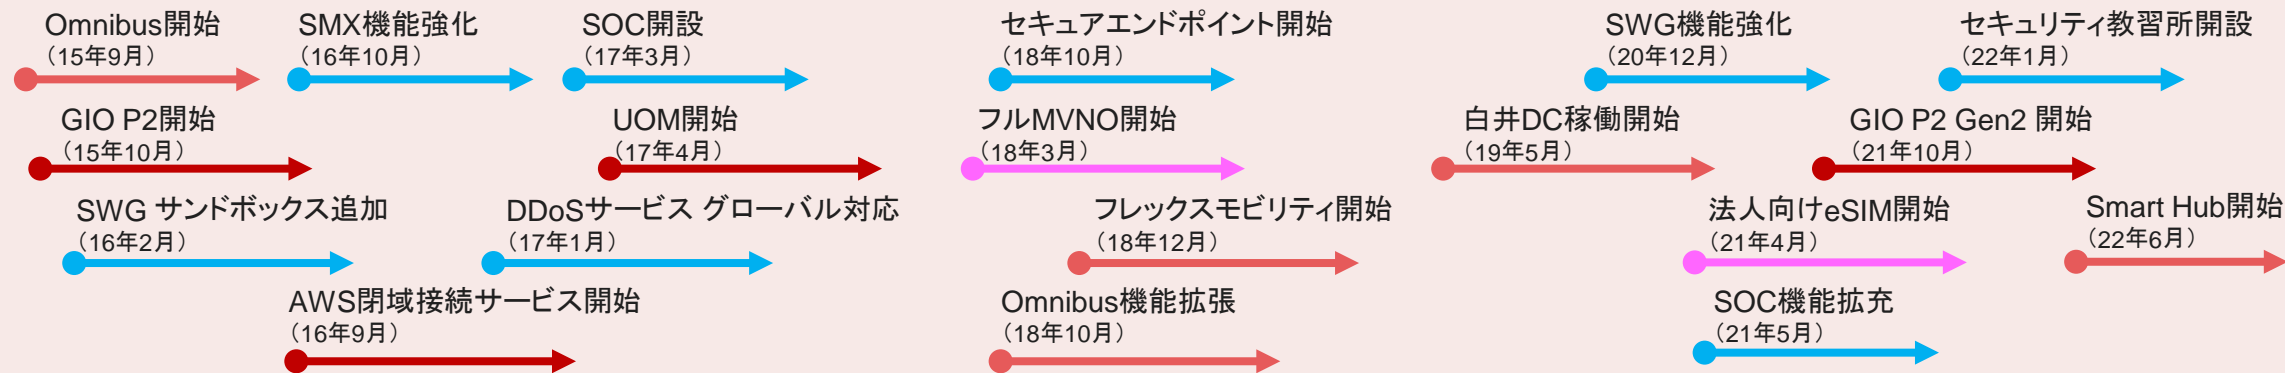 Omnibus開始
（15年9月）
SMX機能強化
（16年10月）
SOC開設
（17年3月）
セキュアエンドポイント開始
（18年10月）
SWG機能強化
（20年12月）
セキュリティ教習所開設
（22年1月）
GIO P2開始
（15年10月）
UOM開始
（17年4月）
フルMVNO開始
（18年3月）
白井DC稼働開始
（19年5月）
GIO P2 Gen2 開始
（21年10月）
SWG サンドボックス追加
（16年2月）
DDoSサービス グローバル対応
（17年1月）
フレックスモビリティ開始
（18年12月）
法人向けeSIM開始
（21年4月）
Smart Hub開始
（22年6月）
AWS閉域接続サービス開始
（16年9月）
Omnibus機能拡張
（18年10月）
SOC機能拡充
（21年5月）